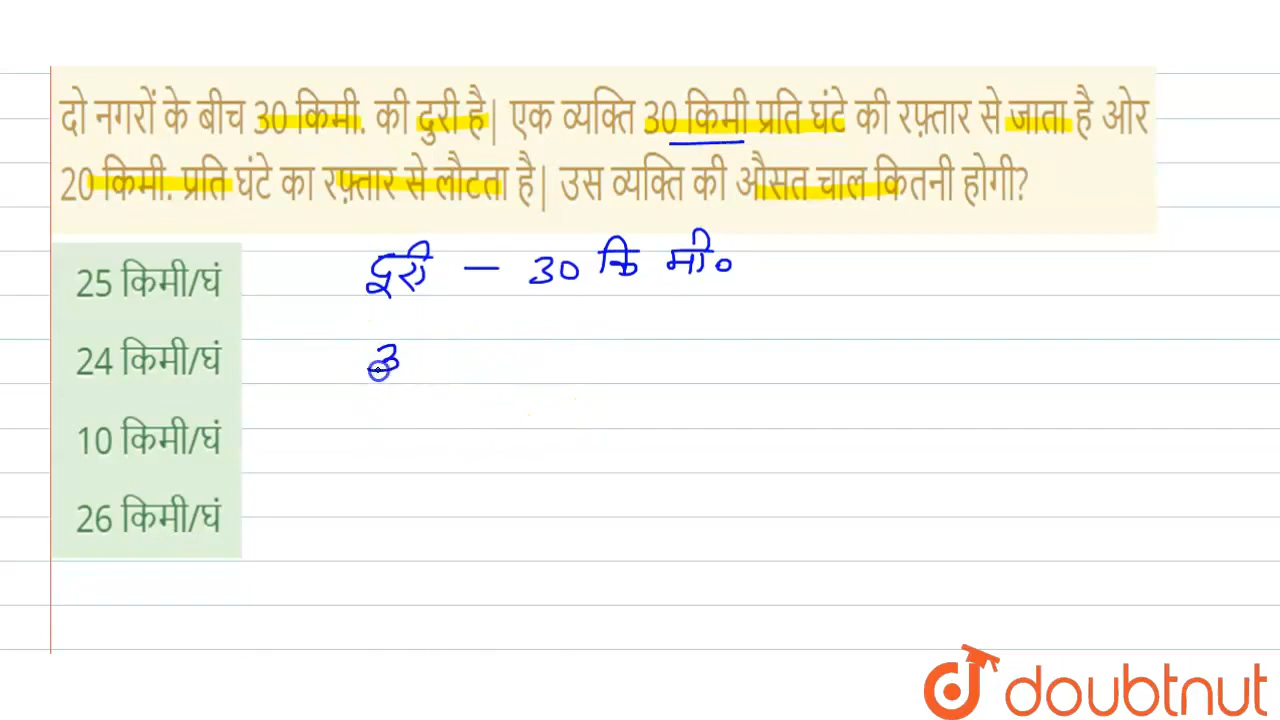 दो नगरों के बीच 30 किमी. की दुरी है| एक व्यक्ति 30 किमी प्रति घंटे की रफ़्तार से जाता है ओर
20 किमी. प्रति घंटे का रफ़्तार से लौटता है| उस व्यक्ति की औसत चाल कितनी होगी?
25 किमी/घं
24 किमी/घं
10 किमी/घं
26 किमी/घं
दूरी — 30 कि मी०
3
doubtnut